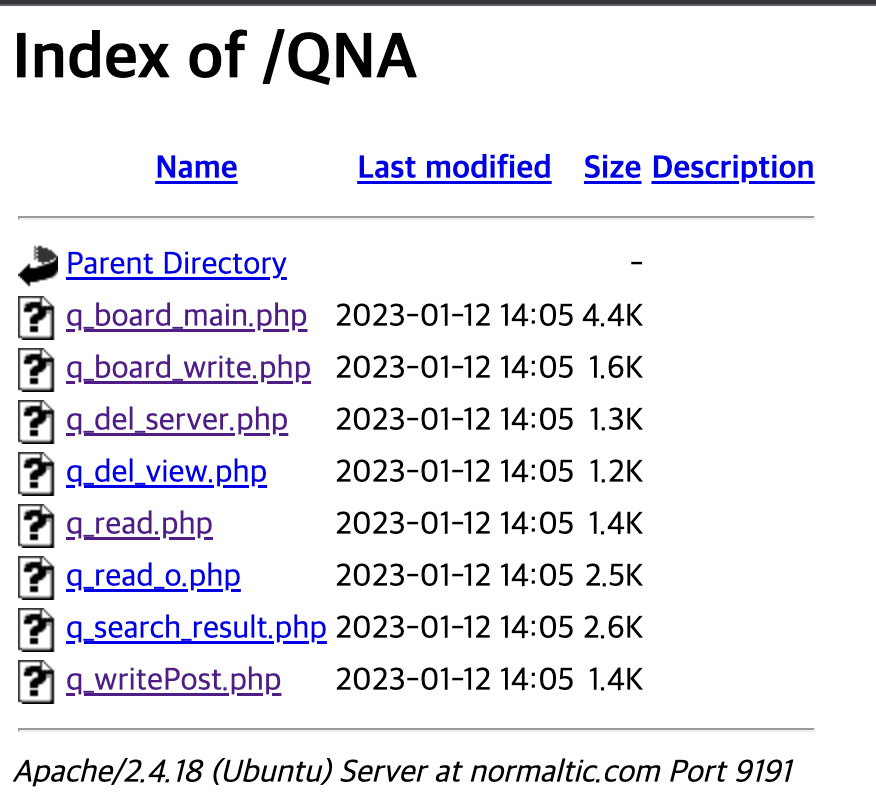 Index of /QNA
Name Last modified Size Description
Parent Directory -
q_board_main.php 2023-01-12 14:05 4.4K
q_board_write.php 2023-01-12 14:05 1.6K
q_del_server.php 2023-01-12 14:05 1.3K
q_del_view.php 2023-01-12 14:05 1.2K
q_read.php 2023-01-12 14:05 1.4K
q_read_o.php 2023-01-12 14:05 2.5K
q_search_result.php 2023-01-12 14:05 2.6K
q_writePost.php 2023-01-12 14:05 1.4K
Apache/2.4.18 (Ubuntu) Server at normaltic.com Port 9191